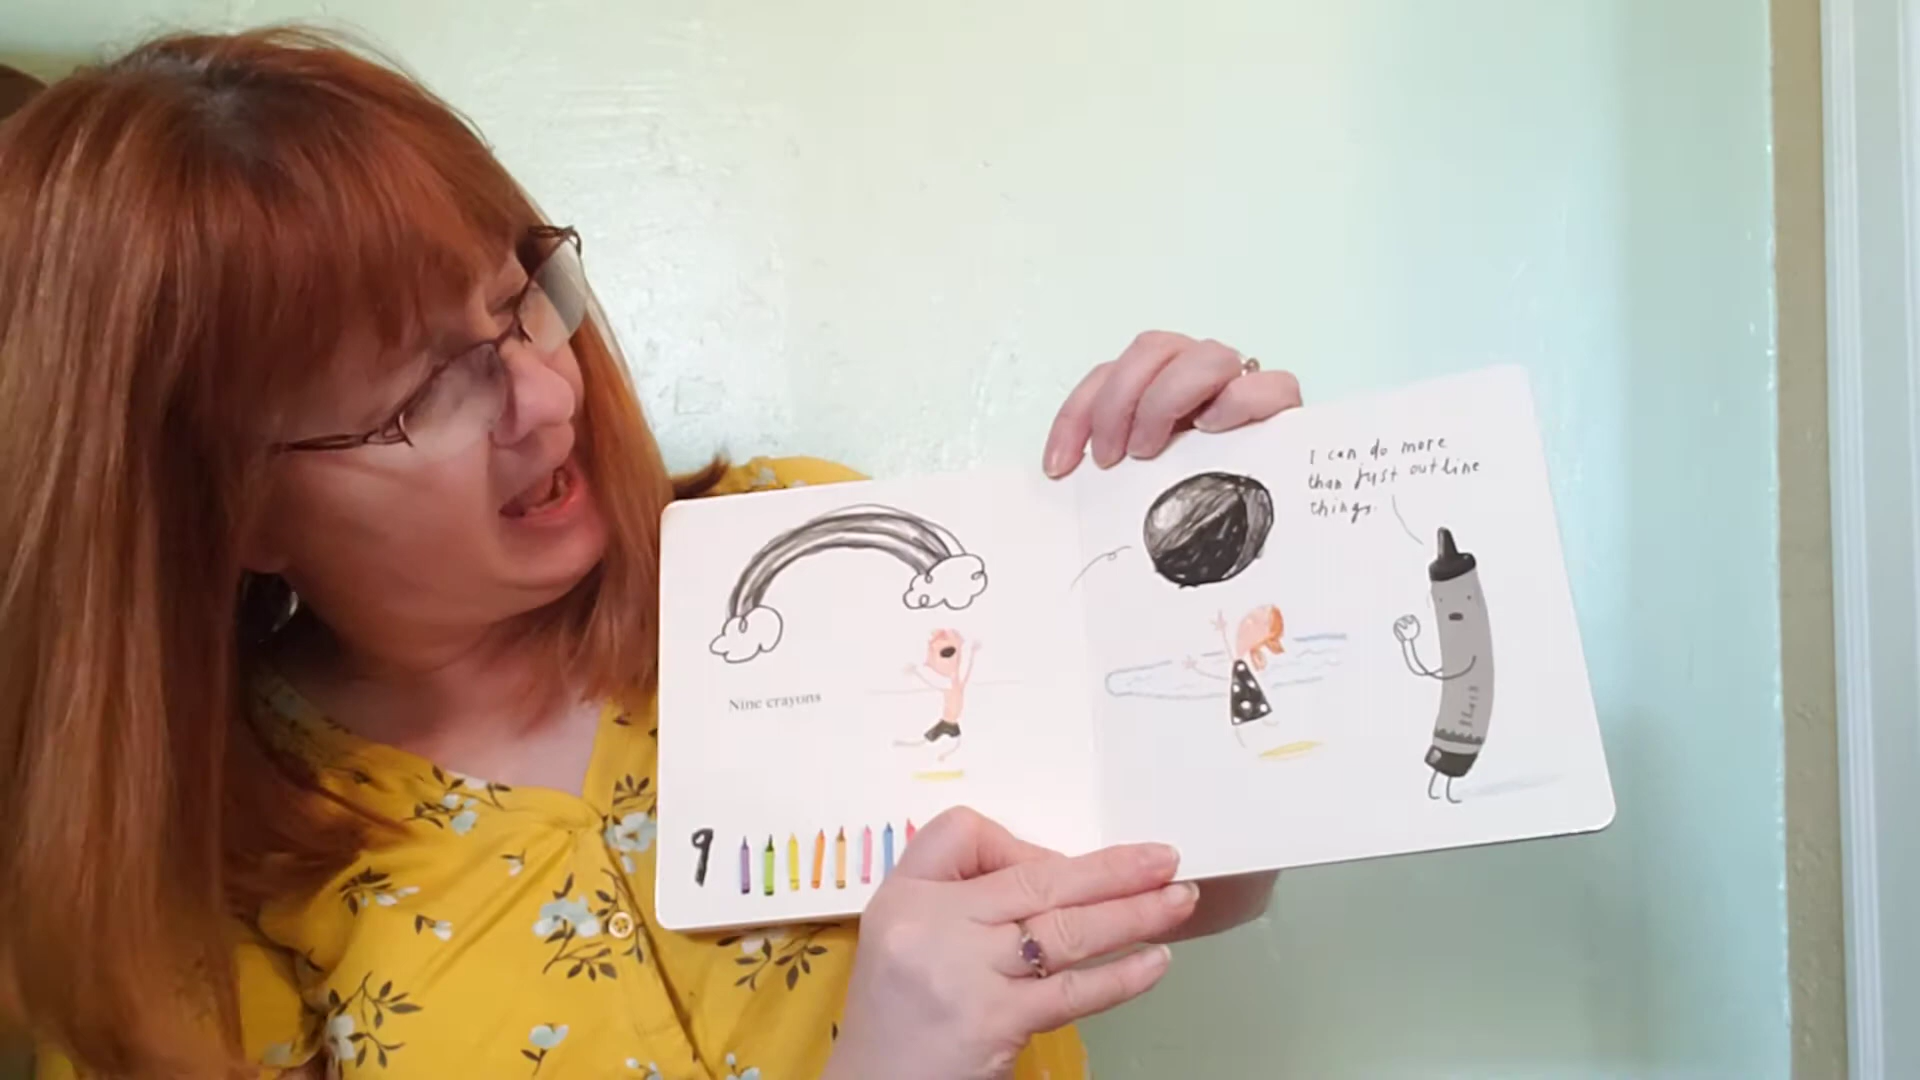 Nine crayons
9
I can do more
than just outline
things.